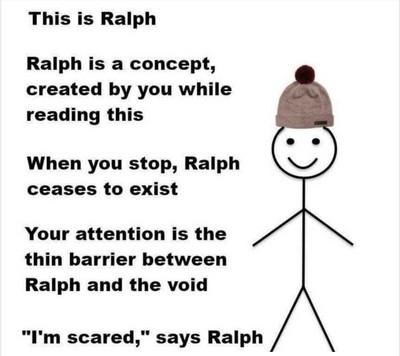 This is Ralph
Ralph is a concept,
created by you while
reading this
When you stop, Ralph
ceases to exist
Your attention is the
thin barrier between
Ralph and the void
"I'm scared," says Ralph